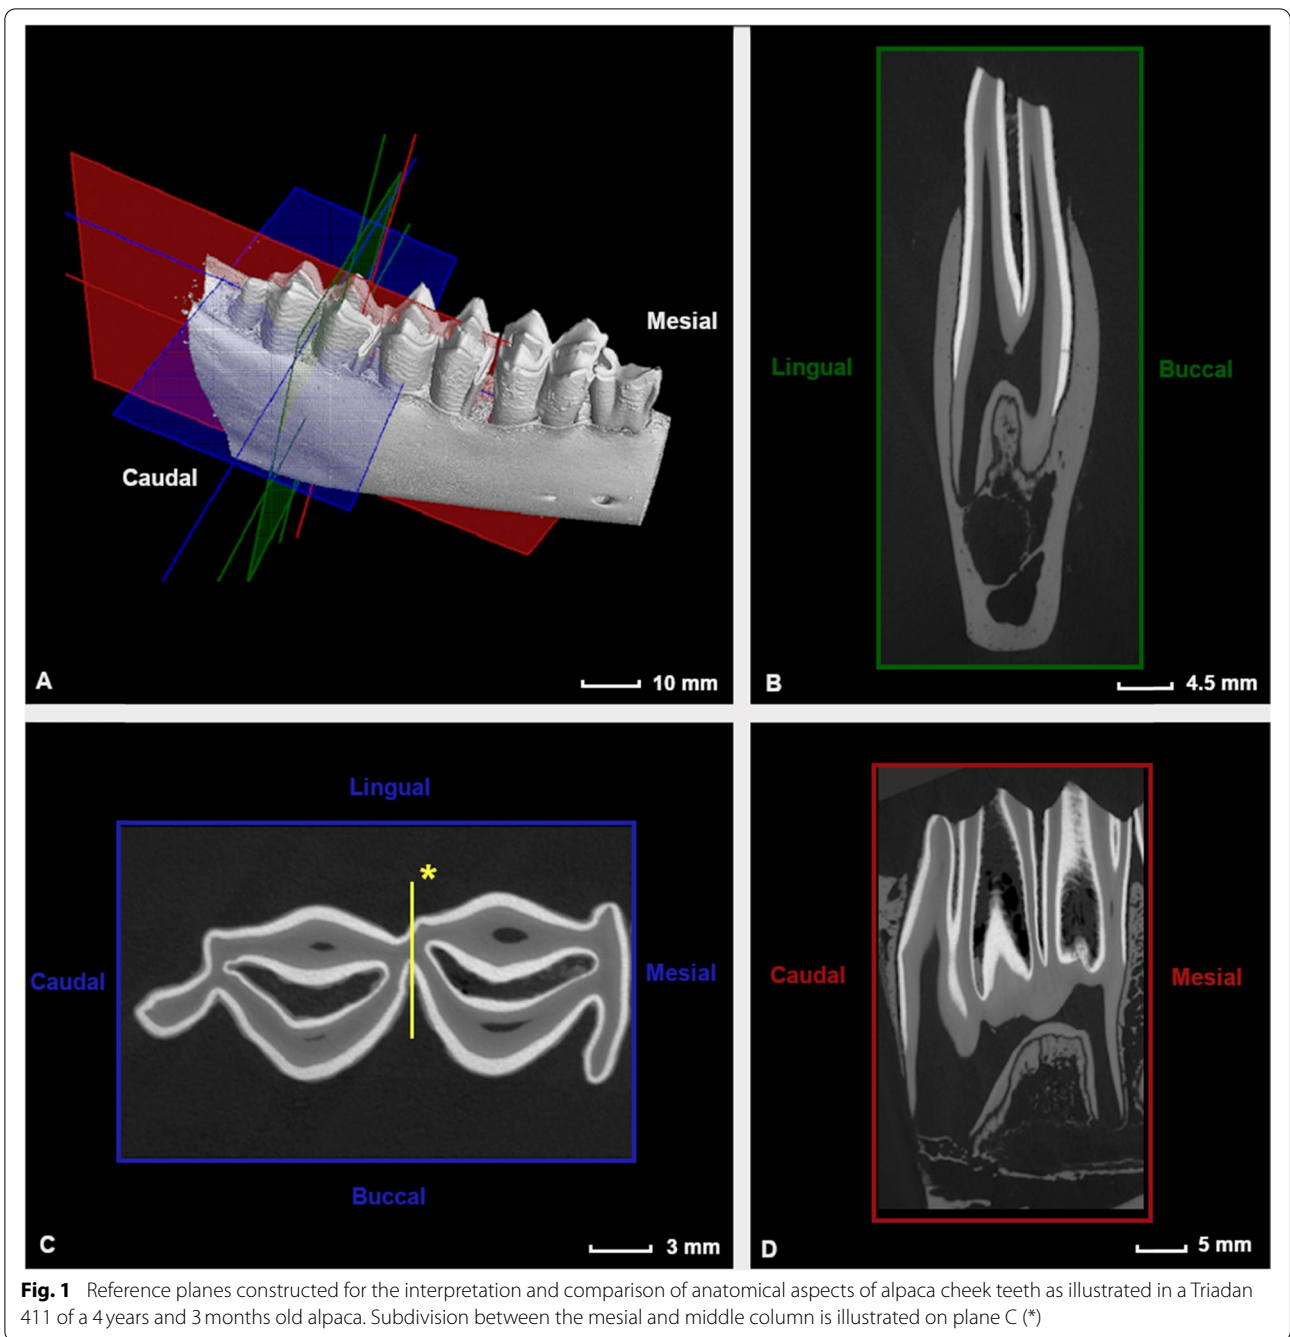 Mesial
Caudal
A
10 mm
Lingual
Buccal
B
4.5 mm
Lingual
*
Caudal
Mesial
Buccal
C
3 mm
Caudal
Mesial
D
5 mm
Fig. 1 Reference planes constructed for the interpretation and comparison of anatomical aspects of alpaca cheek teeth as illustrated in a Triadan
411 of a 4 years and 3 months old alpaca. Subdivision between the mesial and middle column is illustrated on plane C (*)